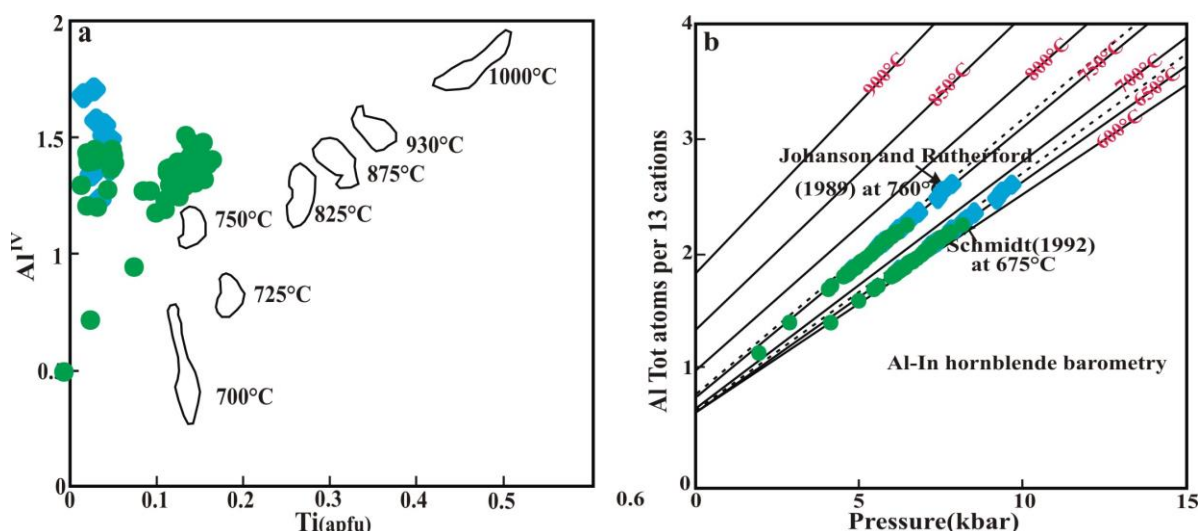 a
2
1.5
1
0.
0
Al^IV
1000°C
930°C
875°C
825°C
750°C
725°C
700°C
0
0.1
0.2
0.3
0.4
0.5
0.6
Ti(apfu)
b
4
3
2
1
0
Al Tot atoms per 13 cations
900°C
850°C
800°C
750°C
700°C
650°C
600°C
Johanson and Rutherford
(1989) at 760°
Schmidt(1992)
at 675°C
Al-In hornblende barometry
0
5
10
15
Pressure(kbar)